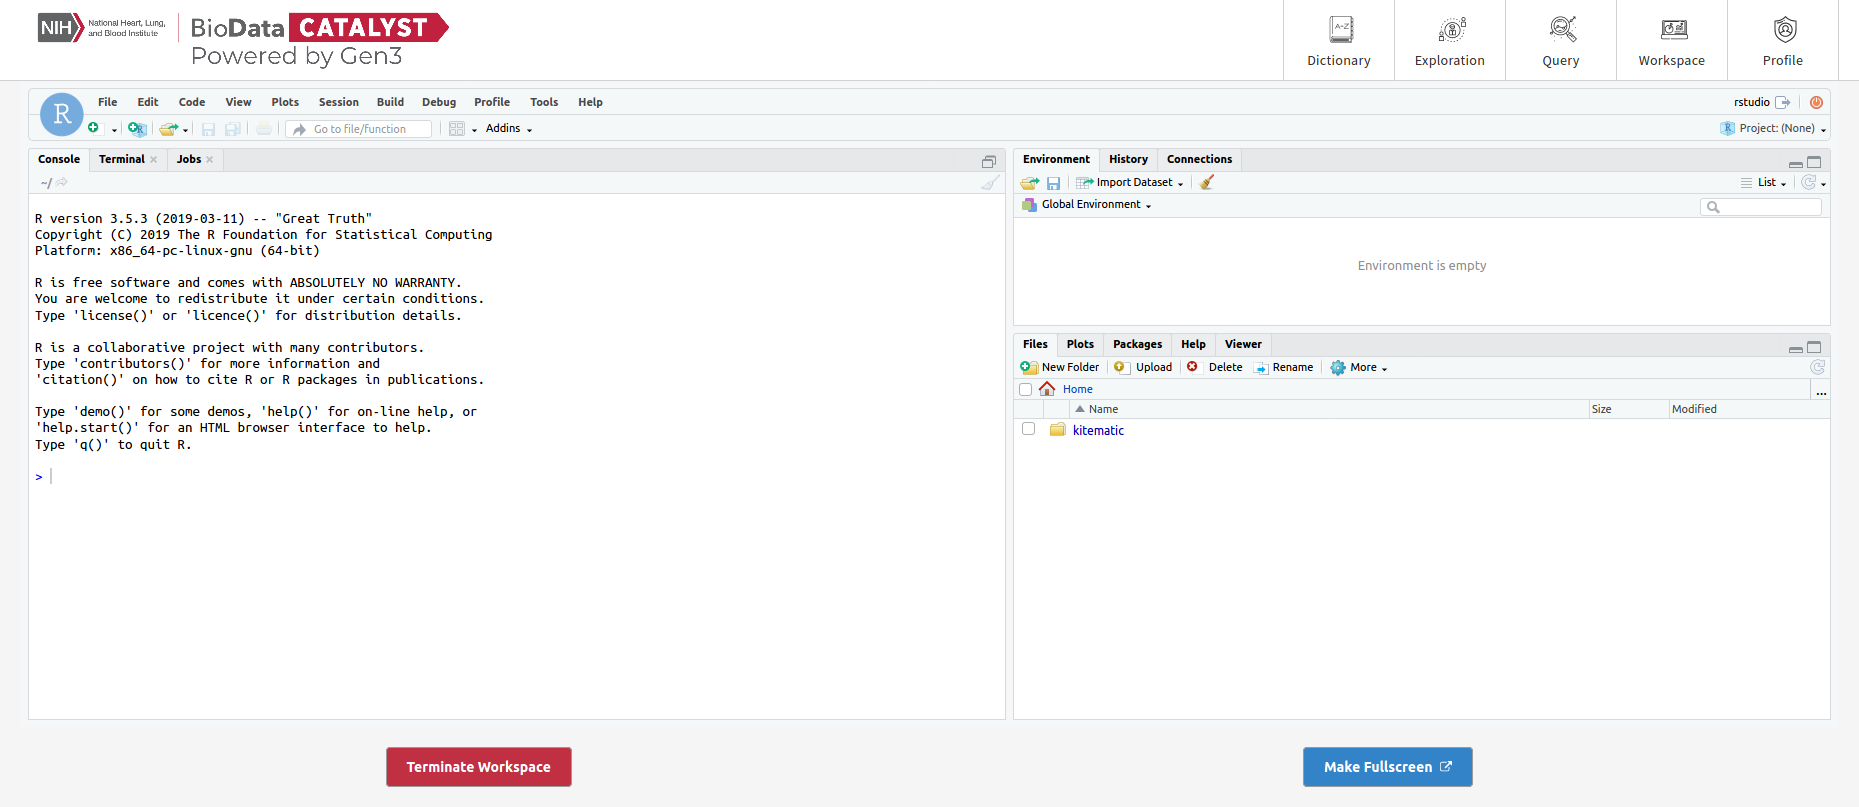 NIH National Heart, Lung, and Blood Institute
BioData CATALYST
Powered by Gen3
Dictionary
Exploration
Query
Workspace
Profile
R
File Edit Code View Plots Session Build Debug Profile Tools Help
rstudio
Go to file/function
Addins
Project: (None)
Console Terminal Jobs
~/
R version 3.5.3 (2019-03-11) -- "Great Truth"
Copyright (C) 2019 The R Foundation for Statistical Computing
Platform: x86_64-pc-linux-gnu (64-bit)
R is free software and comes with ABSOLUTELY NO WARRANTY.
You are welcome to redistribute it under certain conditions.
Type 'license()' or 'licence()' for distribution details.
R is a collaborative project with many contributors.
Type 'contributors()' for more information and
'citation()' on how to cite R or R packages in publications.
Type 'demo()' for some demos, 'help()' for on-line help, or
'help.start()' for an HTML browser interface to help.
Type 'q()' to quit R.
>
Environment History Connections
Import Dataset
List
Global Environment
Environment is empty
Files Plots Packages Help Viewer
New Folder Upload Delete Rename More
Home
...
Name Size Modified
kitematic
Terminate Workspace
Make Fullscreen